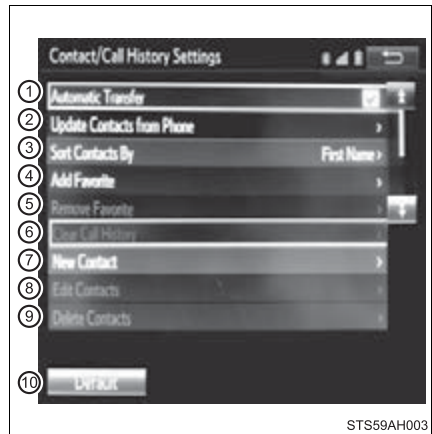 Contact/Call History Settings
1 Automatic Transfer
2 Update Contacts from Phone
3 Sort Contacts By First Name
4 Add Favorite
5 Remove Favorite
6 Clear Call History
7 New Contact
8 Edit Contacts
9 Delete Contacts
10 Default
STS59AH003